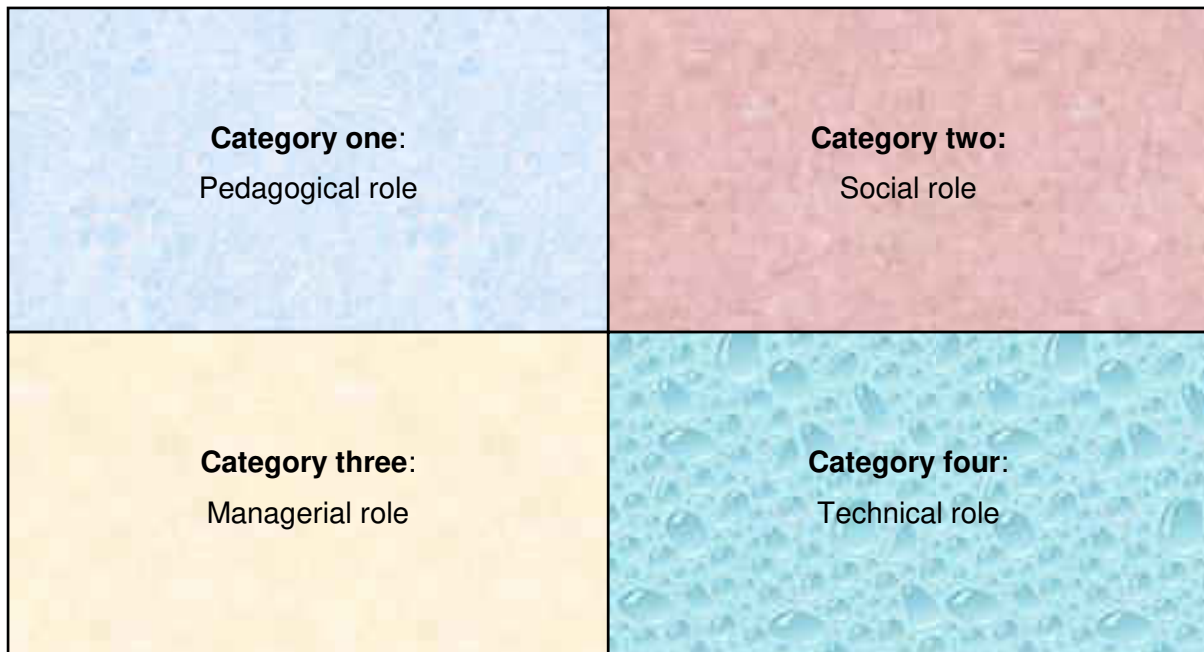 Category one:
Pedagogical role
Category two:
Social role
Category three:
Managerial role
Category four:
Technical role